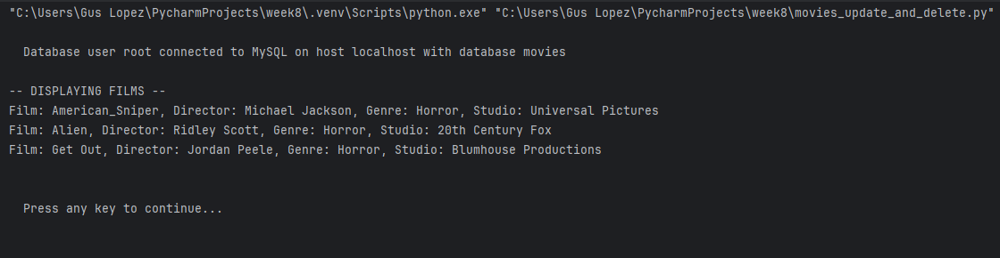 "C:\Users\Gus Lopez\PycharmProjects\week8\.venv\Scripts\python.exe" "C:\Users\Gus Lopez\PycharmProjects\week8\movies_update_and_delete.py"
Database user root connected to MySQL on host localhost with database movies
-- DISPLAYING FILMS --
Film: American_Sniper, Director: Michael Jackson, Genre: Horror, Studio: Universal Pictures
Film: Alien, Director: Ridley Scott, Genre: Horror, Studio: 20th Century Fox
Film: Get Out, Director: Jordan Peele, Genre: Horror, Studio: Blumhouse Productions
Press any key to continue...